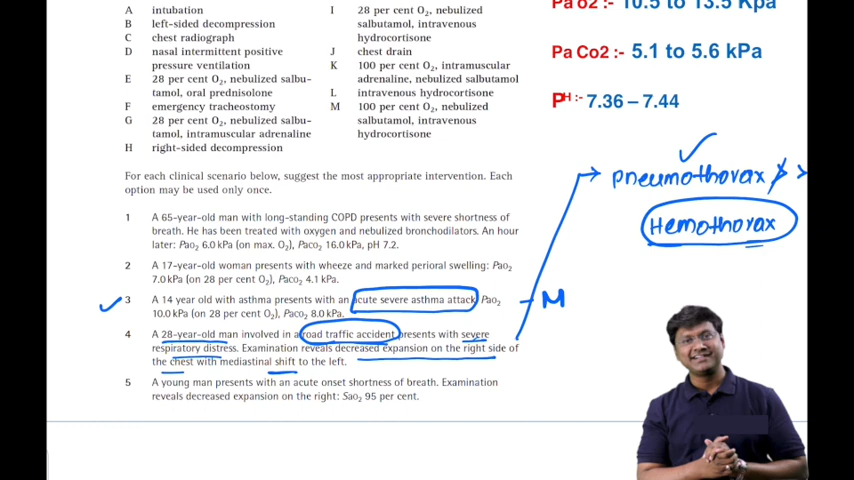 A intubation
B left-sided decompression
C chest radiograph
D nasal intermittent positive
pressure ventilation
E 28 per cent O₂, nebulized salbu-
tamol, oral prednisolone
F emergency tracheostomy
G 28 per cent O₂, nebulized salbu-
tamol, intramuscular adrenaline
H right-sided decompression
I 28 per cent O₂, nebulized
salbutamol, intravenous
hydrocortisone
J chest drain
K 100 per cent O₂, intramuscular
adrenaline, nebulized salbutamol
L intravenous hydrocortisone
M 100 per cent O₂, nebulized
salbutamol, intravenous
hydrocortisone
For each clinical scenario below, suggest the most appropriate intervention. Each
option may be used only once.
1 A 65-year-old man with long-standing COPD presents with severe shortness of
breath. He has been treated with oxygen and nebulized bronchodilators. An hour
later: Pao₂ 6.0 kPa (on max. O₂), Paco₂ 16.0 kPa, pH 7.2.
2 A 17-year-old woman presents with wheeze and marked perioral swelling: Pao₂
7.0 kPa (on 28 per cent O₂), Paco₂ 4.1 kPa.
3 A 14 year old with asthma presents with an acute severe asthma attack Pao₂
10.0 kPa (on 28 per cent O₂), Paco₂ 8.0 kPa.
4 A 28-year-old man involved in a road traffic accident presents with severe
respiratory distress. Examination reveals decreased expansion on the right side of
the chest with mediastinal shift to the left.
5 A young man presents with an acute onset shortness of breath. Examination
reveals decreased expansion on the right: Sao₂ 95 per cent.
Pa o2 :- 10.5 to 13.5 Kpa
Pa Co2 :- 5.1 to 5.6 kPa
PH :- 7.36 – 7.44
pneumothorax
Hemothorax
M